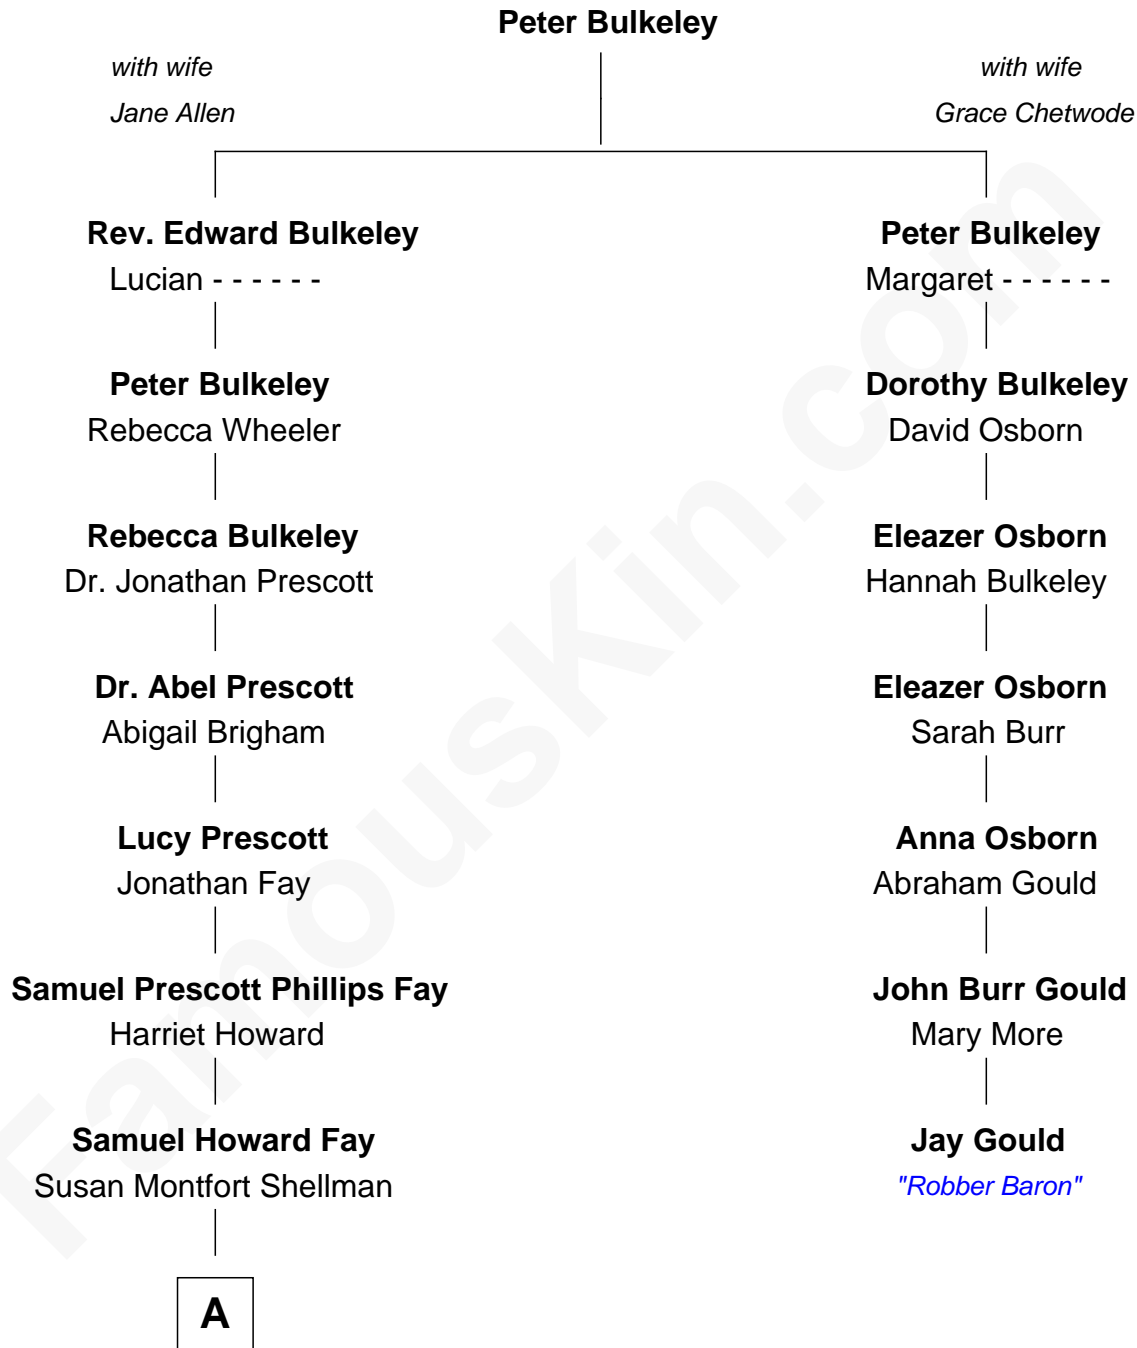 Peter Bulkeley
with wife
Jane Allen
with wife
Grace Chetwode
Rev. Edward Bulkeley
Lucian - - - - - -
Peter Bulkeley
Margaret - - - - - -
Peter Bulkeley
Rebecca Wheeler
Dorothy Bulkeley
David Osborn
Rebecca Bulkeley
Dr. Jonathan Prescott
Eleazer Osborn
Hannah Bulkeley
Dr. Abel Prescott
Abigail Brigham
Eleazer Osborn
Sarah Burr
Lucy Prescott
Jonathan Fay
Anna Osborn
Abraham Gould
Samuel Prescott Phillips Fay
Harriet Howard
John Burr Gould
Mary More
Samuel Howard Fay
Susan Montfort Shellman
Jay Gould
"Robber Baron"
A
FamousKin.com